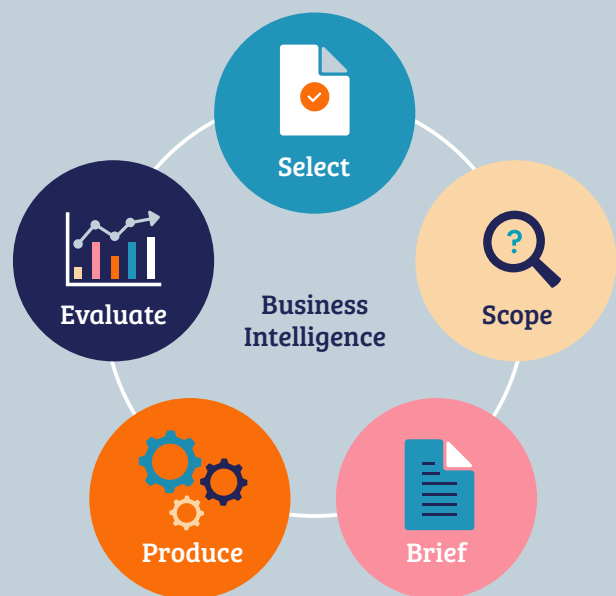 Select
Scope
Brief
Produce
Evaluate
Business
Intelligence
?